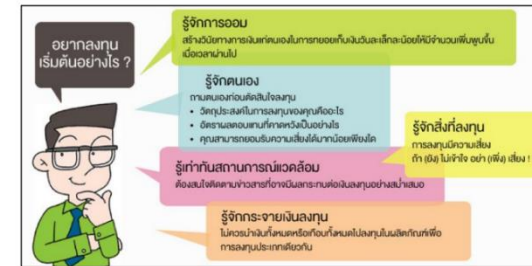 อยากลงทุน
เริ่มต้นอย่างไร ?
รู้จักการออม
สร้างวินัยทางการเงินแก่ตนเองในการทยอยเก็บเงินวันละเล็กละน้อยให้มีจำนวนเพิ่มพูนขึ้น
เมื่อเวลาผ่านไป
รู้จักตนเอง
ถามตนเองก่อนตัดสินใจลงทุน
• วัตถุประสงค์ในการลงทุนของคุณคืออะไร
• อัตราผลตอบแทนที่คาดหวังเป็นอย่างไร
• คุณสามารถยอมรับความเสี่ยงได้มากน้อยเพียงใด
รู้จักสิ่งที่ลงทุน
การลงทุนมีความเสี่ยง
ถ้า (ยัง) ไม่เข้าใจ อย่า (เพิ่ง) เสี่ยง !
รู้เท่าทันสถานการณ์แวดล้อม
ต้องสนใจติดตามข่าวสารที่อาจมีผลกระทบต่อเงินลงทุนอย่างสม่ำเสมอ
รู้จักกระจายเงินลงทุน
ไม่ควรนำเงินทั้งหมดหรือเกือบทั้งหมดไปลงทุนในผลิตภัณฑ์เพื่อ
การลงทุนประเภทเดียวกัน